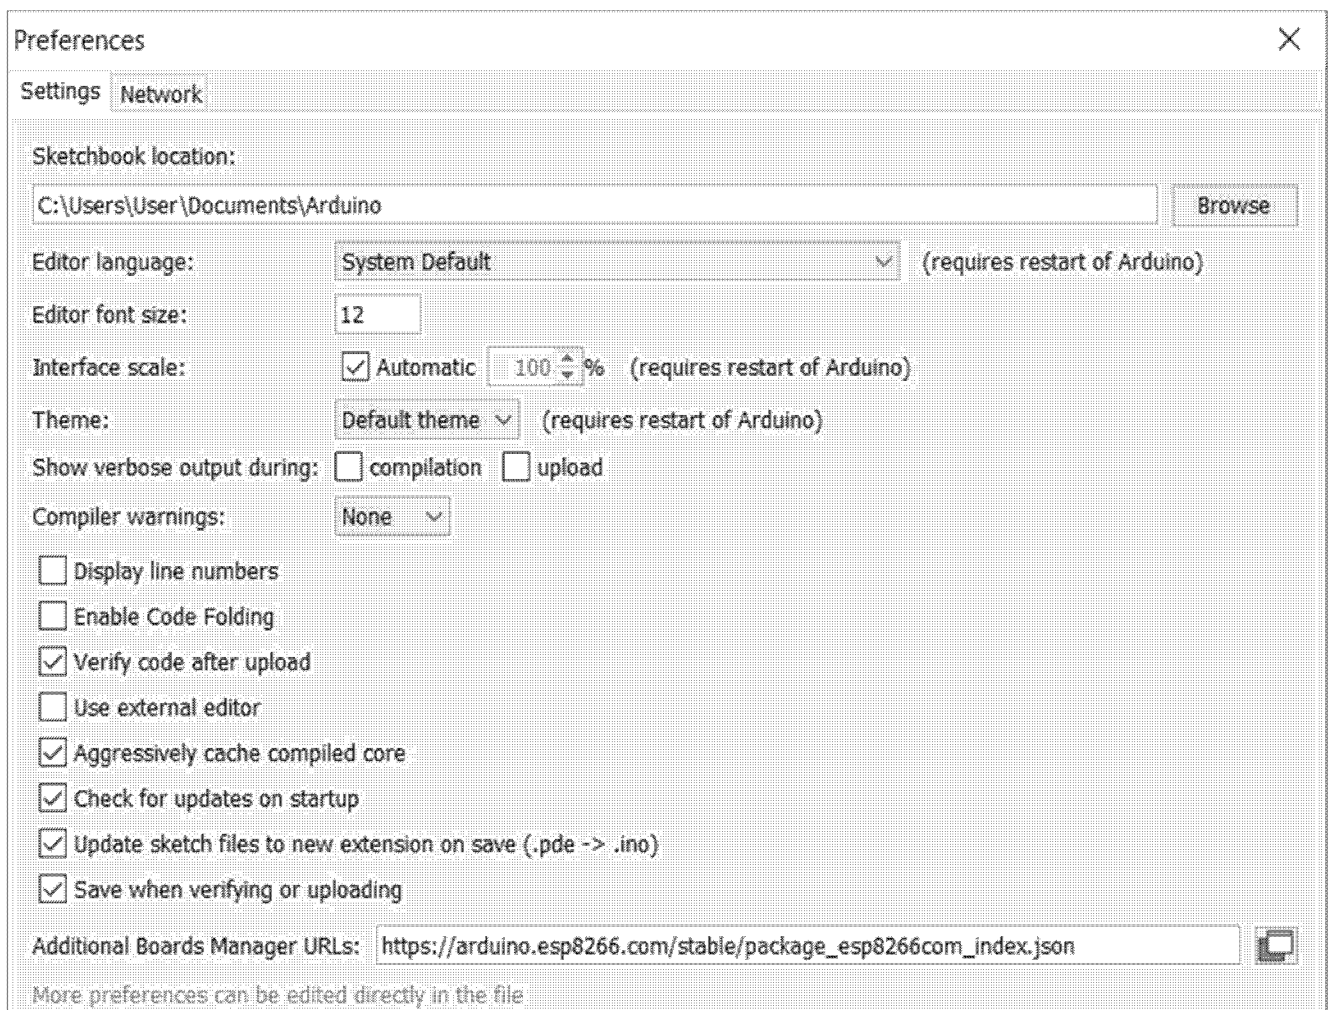 Preferences
Settings Network
Sketchbook location:
C:\Users\User\Documents\Arduino Browse
Editor language: System Default (requires restart of Arduino)
Editor font size: 12
Interface scale: Automatic 100 % (requires restart of Arduino)
Theme: Default theme (requires restart of Arduino)
Show verbose output during: compilation upload
Compiler warnings: None
Display line numbers
Enable Code Folding
Verify code after upload
Use external editor
Aggressively cache compiled core
Check for updates on startup
Update sketch files to new extension on save (.pde -> .ino)
Save when verifying or uploading
Additional Boards Manager URLs: https://arduino.esp8266.com/stable/package_esp8266com_index.json
More preferences can be edited directly in the file